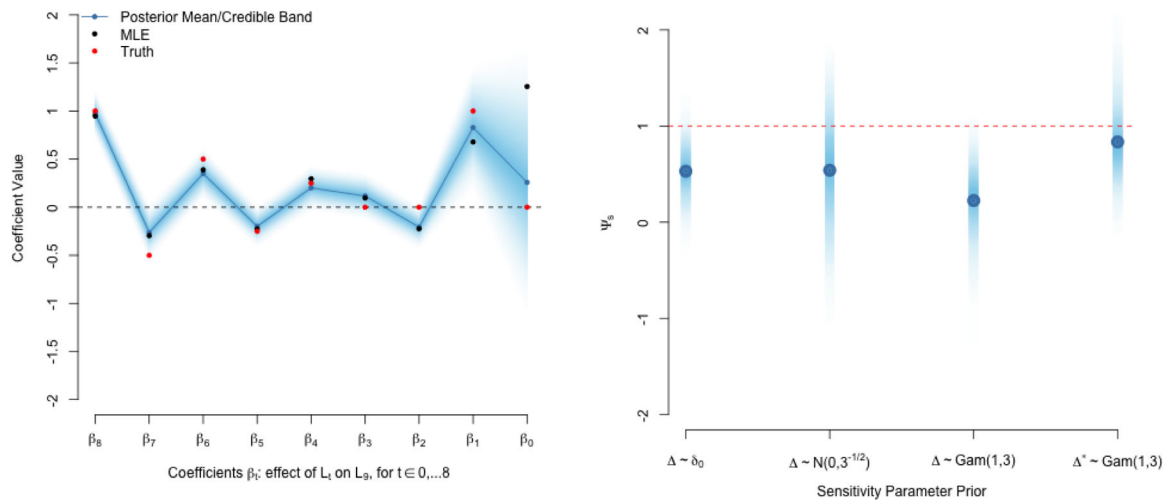 Posterior Mean/Credible Band
MLE
Truth
Coefficient Value
2
1.5
1
0.5
0
-0.5
-1
-1.5
-2
β₈ β₇ β₆ β₅ β₄ β₃ β₂ β₁ β₀
Coefficients βₜ: effect of Lₜ on L₉, for t ∈ 0,...8
Ψₛ
2
1
0
-1
-2
Δ ~ δ₀ Δ ~ N(0,3^{-1/2}) Δ ~ Gam(1,3) Δ* ~ Gam(1,3)
Sensitivity Parameter Prior